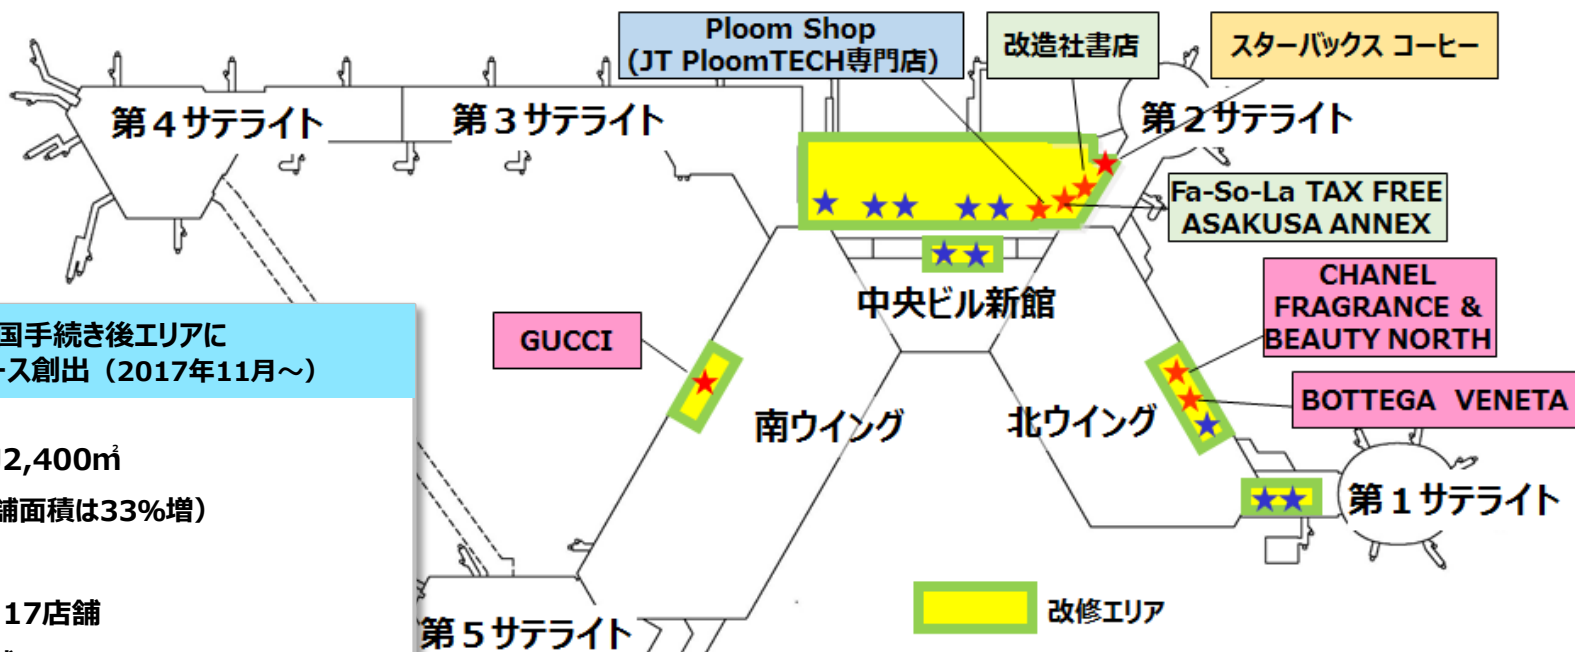 Ploom Shop
(JT PloomTECH専門店)
改造社書店
スターバックス コーヒー
第4サテライト
第3サテライト
第2サテライト
Fa-So-La TAX FREE
ASAKUSA ANNEX
中央ビル新館
CHANEL
FRAGRANCE &
BEAUTY NORTH
GUCCI
BOTTEGA VENETA
南ウイング
北ウイング
第1サテライト
国手続き後エリアに
ース創出（2017年11月～）
2,400㎡
舗面積は33%増）
17店舗
第5サテライト
改修エリア